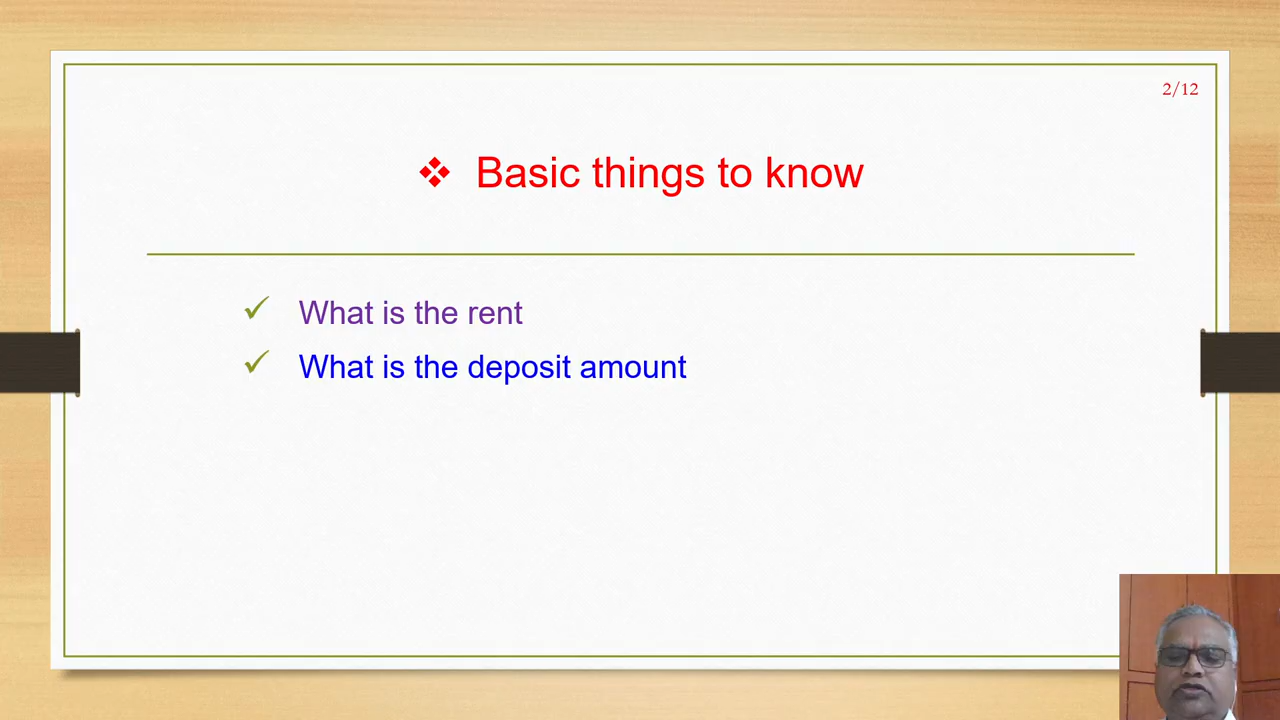 2/12
❖ Basic things to know
✓ What is the rent
✓ What is the deposit amount